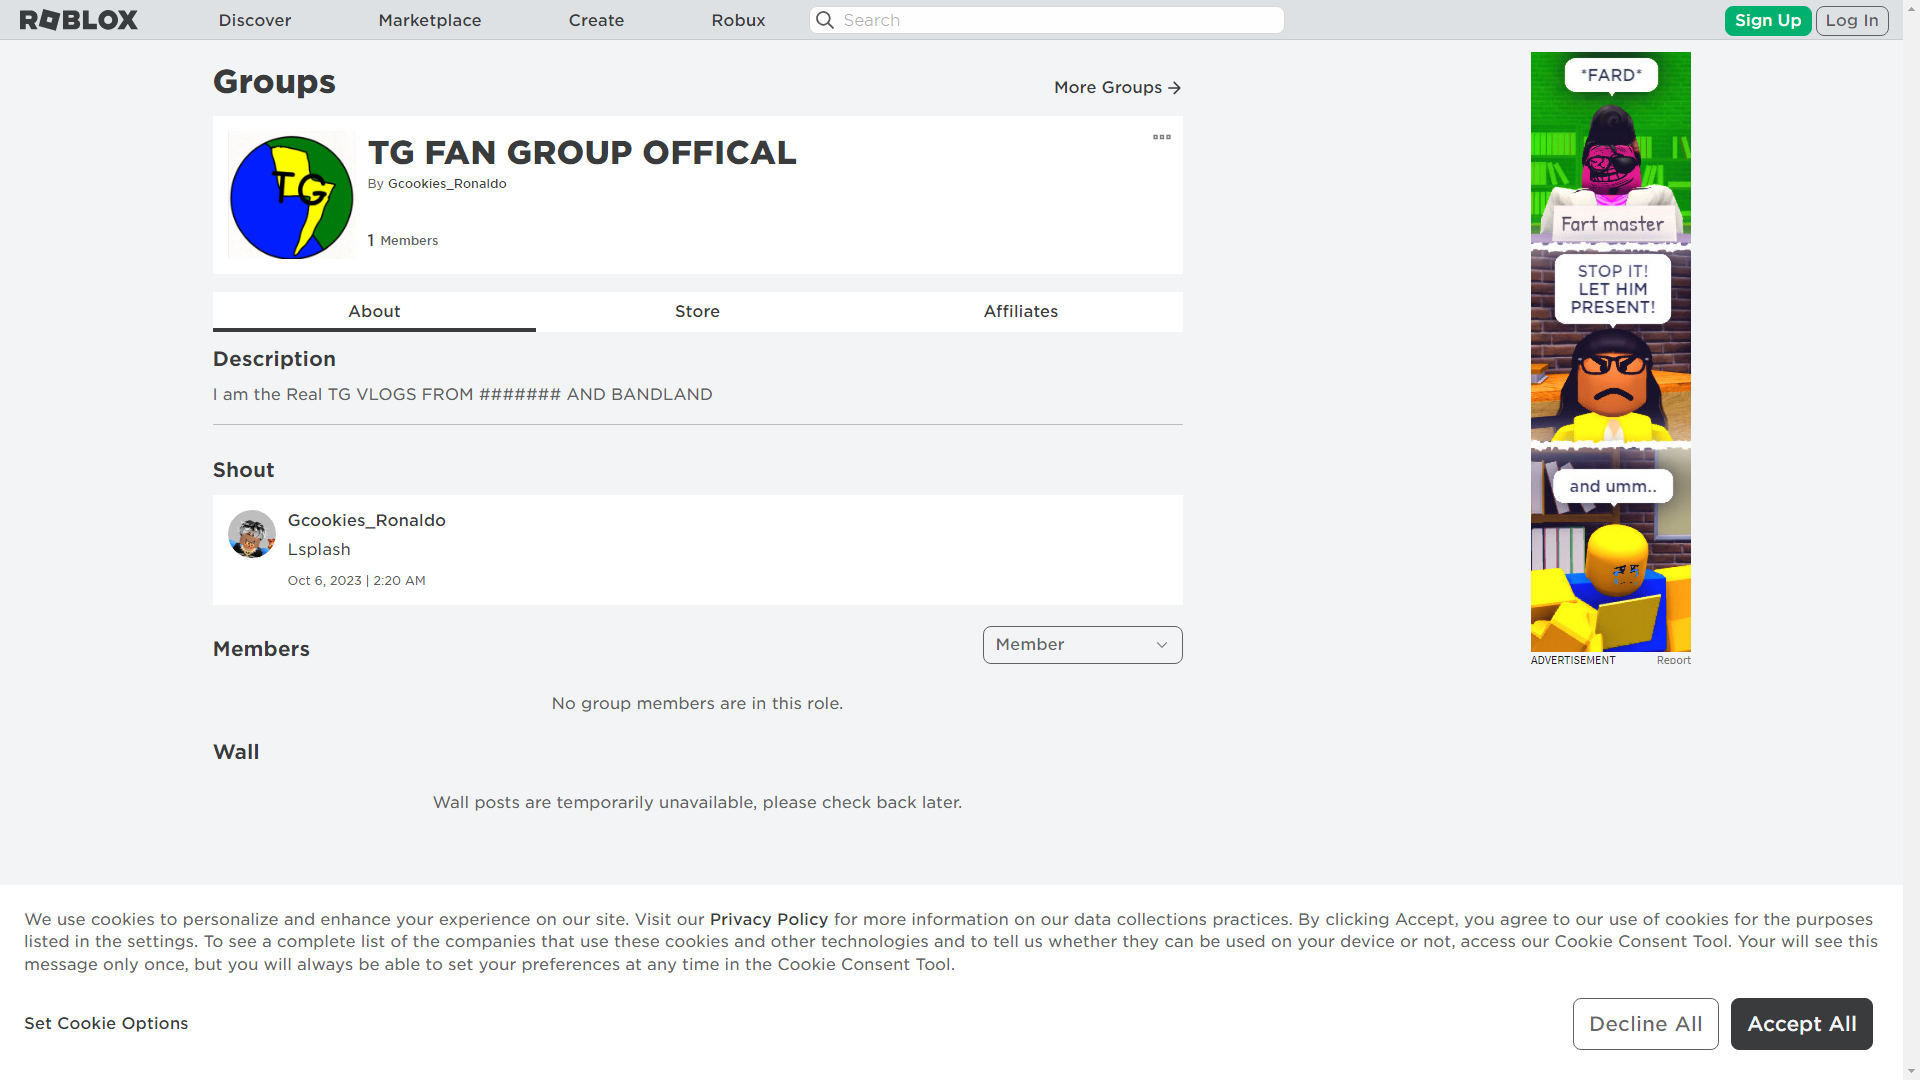 ROBLOX
Discover
Marketplace
Create
Robux
Search
Sign Up
Log In
Groups
More Groups
TG
TG FAN GROUP OFFICAL
By Gcookies_Ronaldo
1 Members
About
Store
Affiliates
Description
I am the Real TG VLOGS FROM ####### AND BANDLAND
Shout
Gcookies_Ronaldo
Lsplash
Oct 6, 2023 | 2:20 AM
Members
Member
No group members are in this role.
Wall
Wall posts are temporarily unavailable, please check back later.
*FARD*
Fart master
STOP IT!
LET HIM
PRESENT!
and umm..
ADVERTISEMENT
Report
We use cookies to personalize and enhance your experience on our site. Visit our Privacy Policy for more information on our data collections practices. By clicking Accept, you agree to our use of cookies for the purposes
listed in the settings. To see a complete list of the companies that use these cookies and other technologies and to tell us whether they can be used on your device or not, access our Cookie Consent Tool. Your will see this
message only once, but you will always be able to set your preferences at any time in the Cookie Consent Tool.
Set Cookie Options
Decline All
Accept All